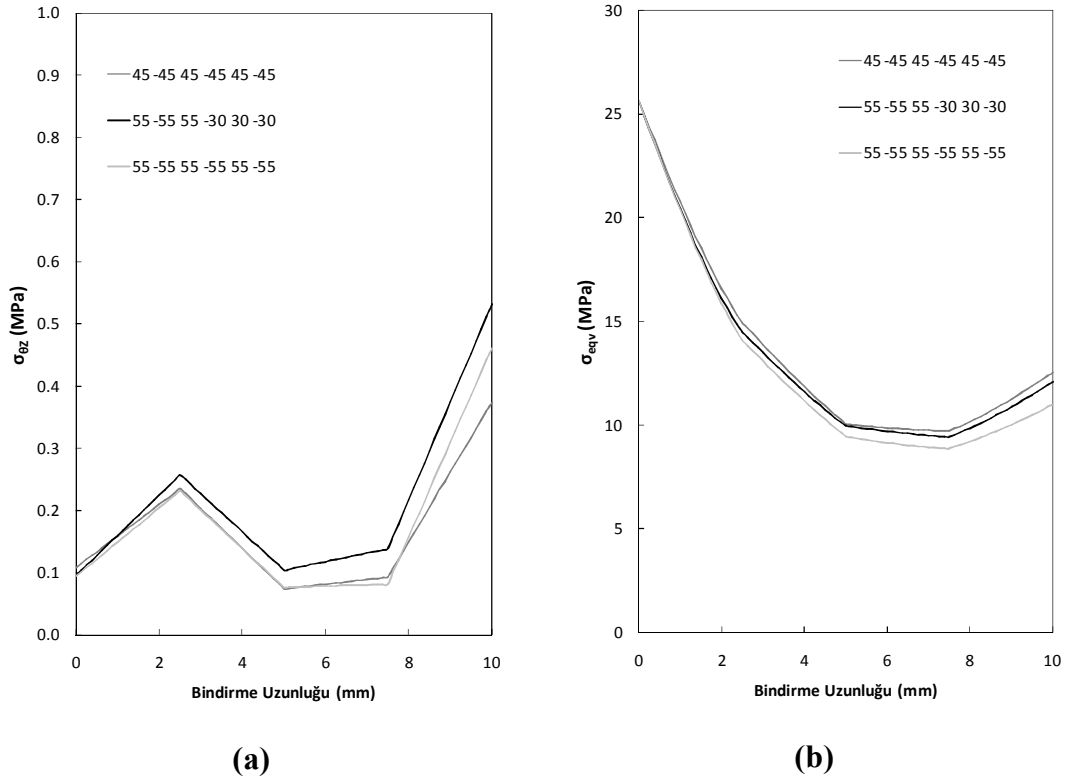 1.0
0.9
0.8
0.7
0.6
0.5
0.4
0.3
0.2
0.1
0.0
σθz (MPa)
45 -45 45 -45 45 -45
55 -55 55 -30 30 -30
55 -55 55 -55 55 -55
0 2 4 6 8 10
Bindirme Uzunluğu (mm)
(a)
30
25
20
15
10
5
0
σeqv (MPa)
45 -45 45 -45 45 -45
55 -55 55 -30 30 -30
55 -55 55 -55 55 -55
0 2 4 6 8 10
Bindirme Uzunluğu (mm)
(b)